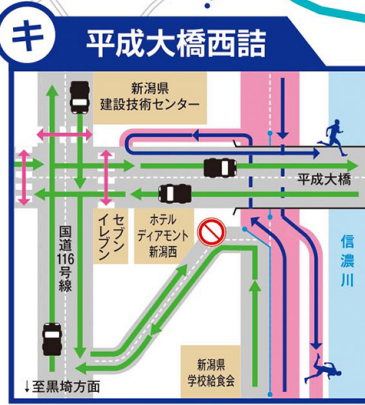 キ
平成大橋西詰
新潟県
建設技術センター
平成大橋
セブン
イレブン
ホテル
ディアモント
新潟西
国道116号線
信濃川
新潟県
学校給食会
↓至黒埼方面